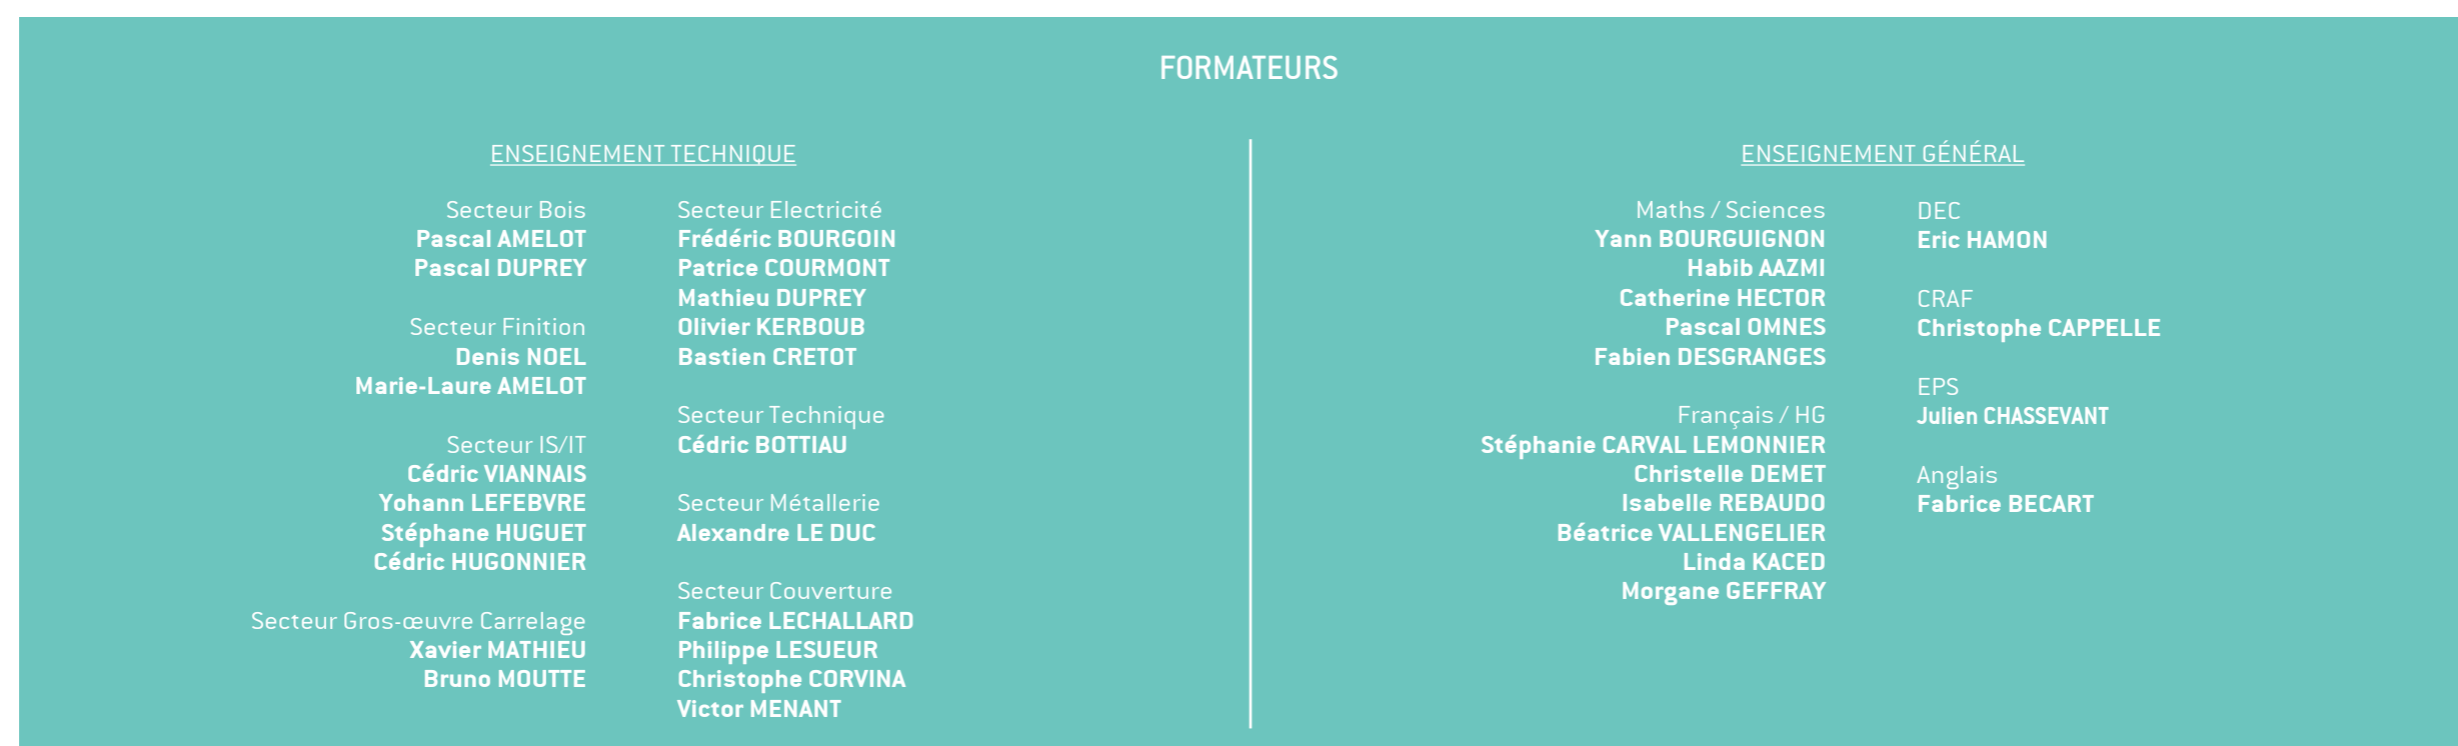 FORMATEURS
ENSEIGNEMENT TECHNIQUE
Secteur Bois
Pascal AMELOT
Pascal DUPREY
Secteur Finition
Denis NOEL
Marie-Laure AMELOT
Secteur IS/IT
Cédric VIANNAIS
Yohann LEFEBVRE
Stéphane HUGUET
Cédric HUGONNIER
Secteur Gros-œuvre Carrelage
Xavier MATHIEU
Bruno MOUTTE
Secteur Electricité
Frédéric BOURGOIN
Patrice COURMONT
Mathieu DUPREY
Olivier KERBOUB
Bastien CRETOT
Secteur Technique
Cédric BOTTIAU
Secteur Métallerie
Alexandre LE DUC
Secteur Couverture
Fabrice LECHALLARD
Philippe LESUEUR
Christophe CORVINA
Victor MENANT
ENSEIGNEMENT GÉNÉRAL
Maths / Sciences
Yann BOURGUIGNON
Habib AAZMI
Catherine HECTOR
Pascal OMNES
Fabien DESGRANGES
Français / HG
Stéphanie CARVAL LEMONNIER
Christelle DEMET
Isabelle REBAUDO
Béatrice VALLENGELIER
Linda KACED
Morgane GEFFRAY
DEC
Eric HAMON
CRAF
Christophe CAPPELLE
EPS
Julien CHASSEVANT
Anglais
Fabrice BECART